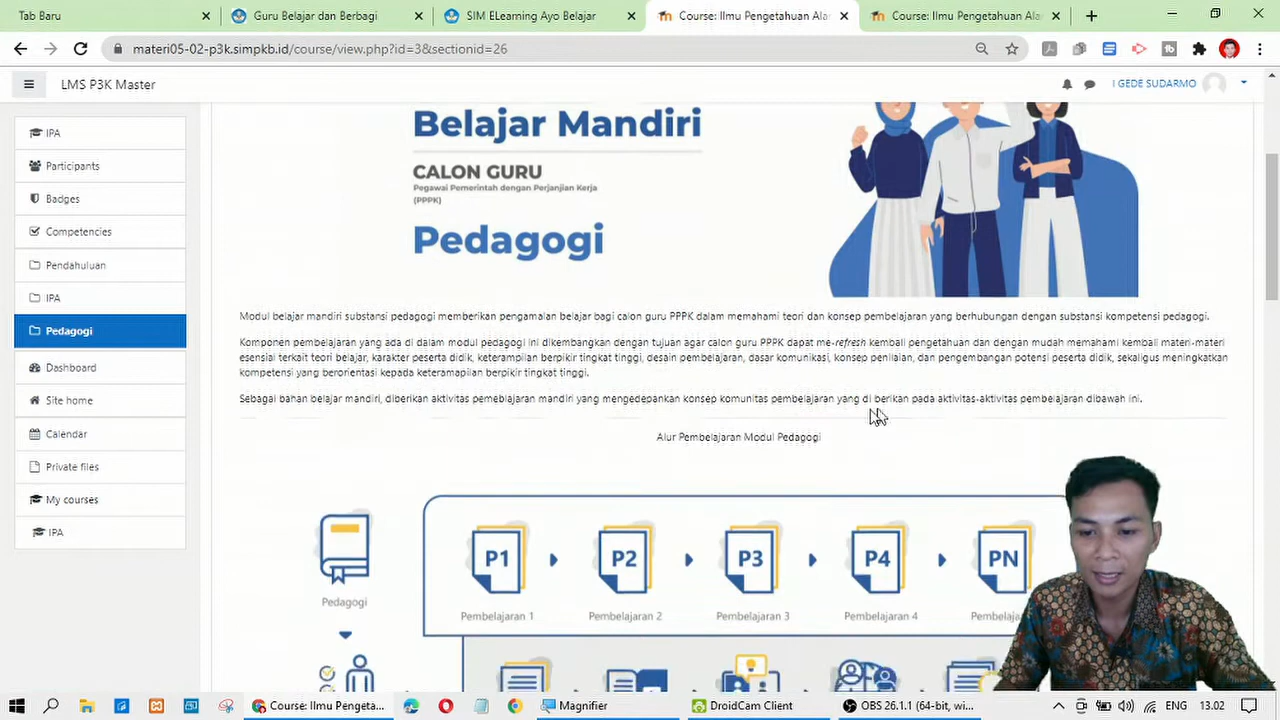 Tab Baru
Guru Belajar dan Berbagi
SIM ELearning Ayo Belajar
Course: Ilmu Pengetahuan Ala
Course: Ilmu Pengetahuan Ala
materi05-02-p3k.simpkb.id/course/view.php?id=3&sectionid=26
LMS P3K Master
I GEDE SUDARMO
IPA
Participants
Badges
Competencies
Pendahuluan
IPA
Pedagogi
Dashboard
Site home
Calendar
Private files
My courses
IPA
Belajar Mandiri
CALON GURU
Pegawai Pemerintah dengan Perjanjian Kerja
(PPPK)
Pedagogi
Modul belajar mandiri substansi pedagogi memberikan pengamalan belajar bagi calon guru PPPK dalam memahami teori dan konsep pembelajaran yang berhubungan dengan substansi kompetensi pedagogi.
Komponen pembelajaran yang ada di dalam modul pedagogi ini dikembangkan dengan tujuan agar calon guru PPPK dapat me-refresh kembali pengetahuan dan dengan mudah memahami kembali materi-materi
esensial terkait teori belajar, karakter peserta didik, keterampilan berpikir tingkat tinggi, desain pembelajaran, dasar komunikasi, konsep penilaian, dan pengembangan potensi peserta didik, sekaligus meningkatkan
kompetensi yang berorientasi kepada keteramapilan berpikir tingkat tinggi.
Sebagai bahan belajar mandiri, diberikan aktivitas pemeblajaran mandiri yang mengedepankan konsep komunitas pembelajaran yang di berikan pada aktivitas-aktivitas pembelajaran dibawah ini.
Alur Pembelajaran Modul Pedagogi
P1
P2
P3
P4
PN
Pedagogi
Pembelajaran 1
Pembelajaran 2
Pembelajaran 3
Pembelajaran 4
Course: Ilmu Pengeta...
Magnifier
DroidCam Client
OBS 26.1.1 (64-bit, wi...
ENG
13.02